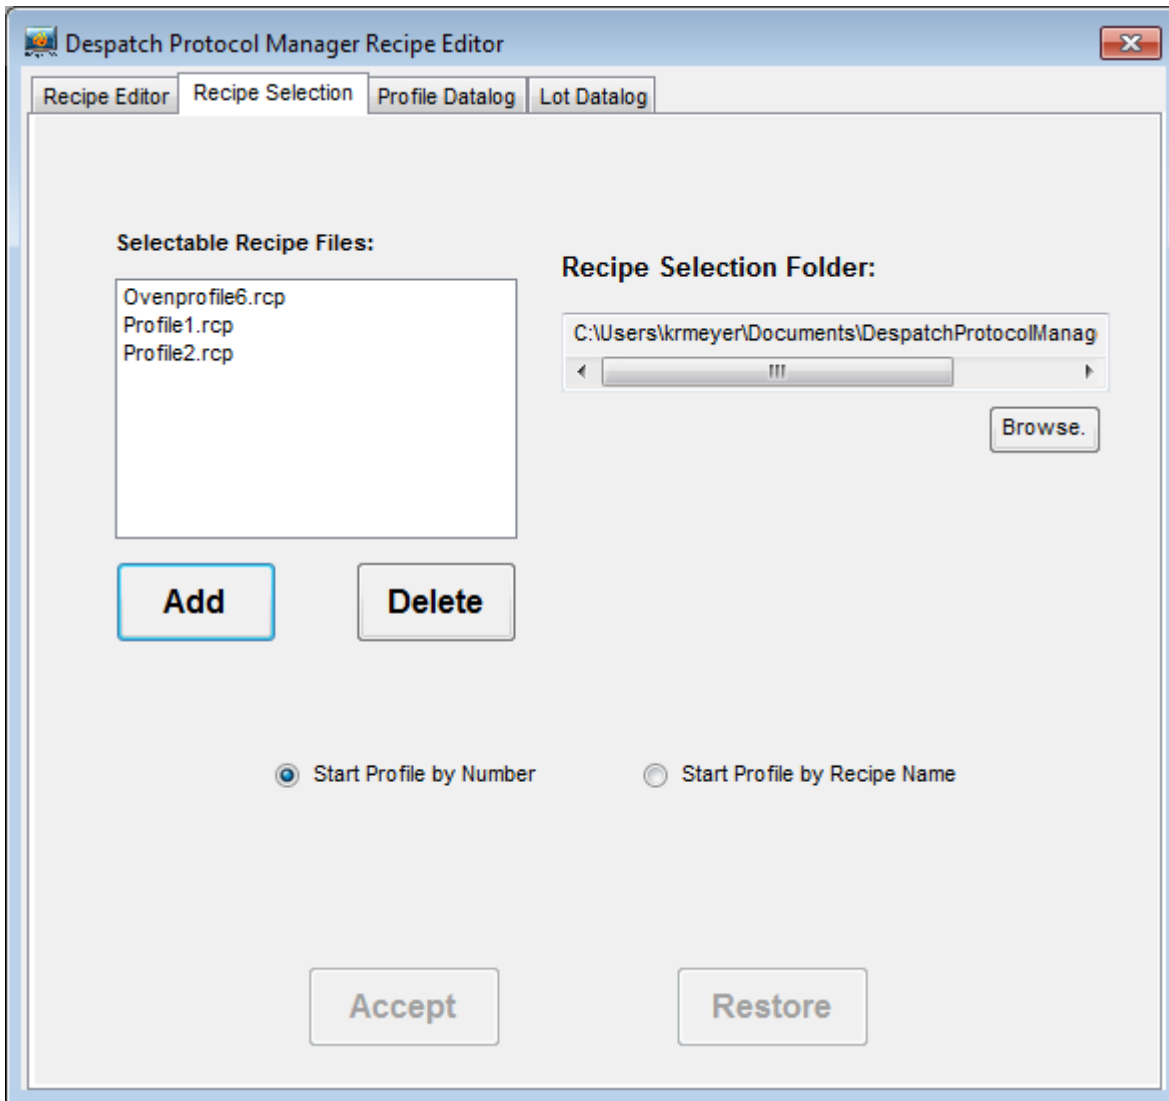 Despatch Protocol Manager Recipe Editor
Recipe Editor Recipe Selection Profile Datalog Lot Datalog
Selectable Recipe Files:
Ovenprofile6.rcp
Profile1.rcp
Profile2.rcp
Recipe Selection Folder:
C:\Users\krmeyer\Documents\DespatchProtocolManag
Browse.
Add Delete
Start Profile by Number Start Profile by Recipe Name
Accept Restore